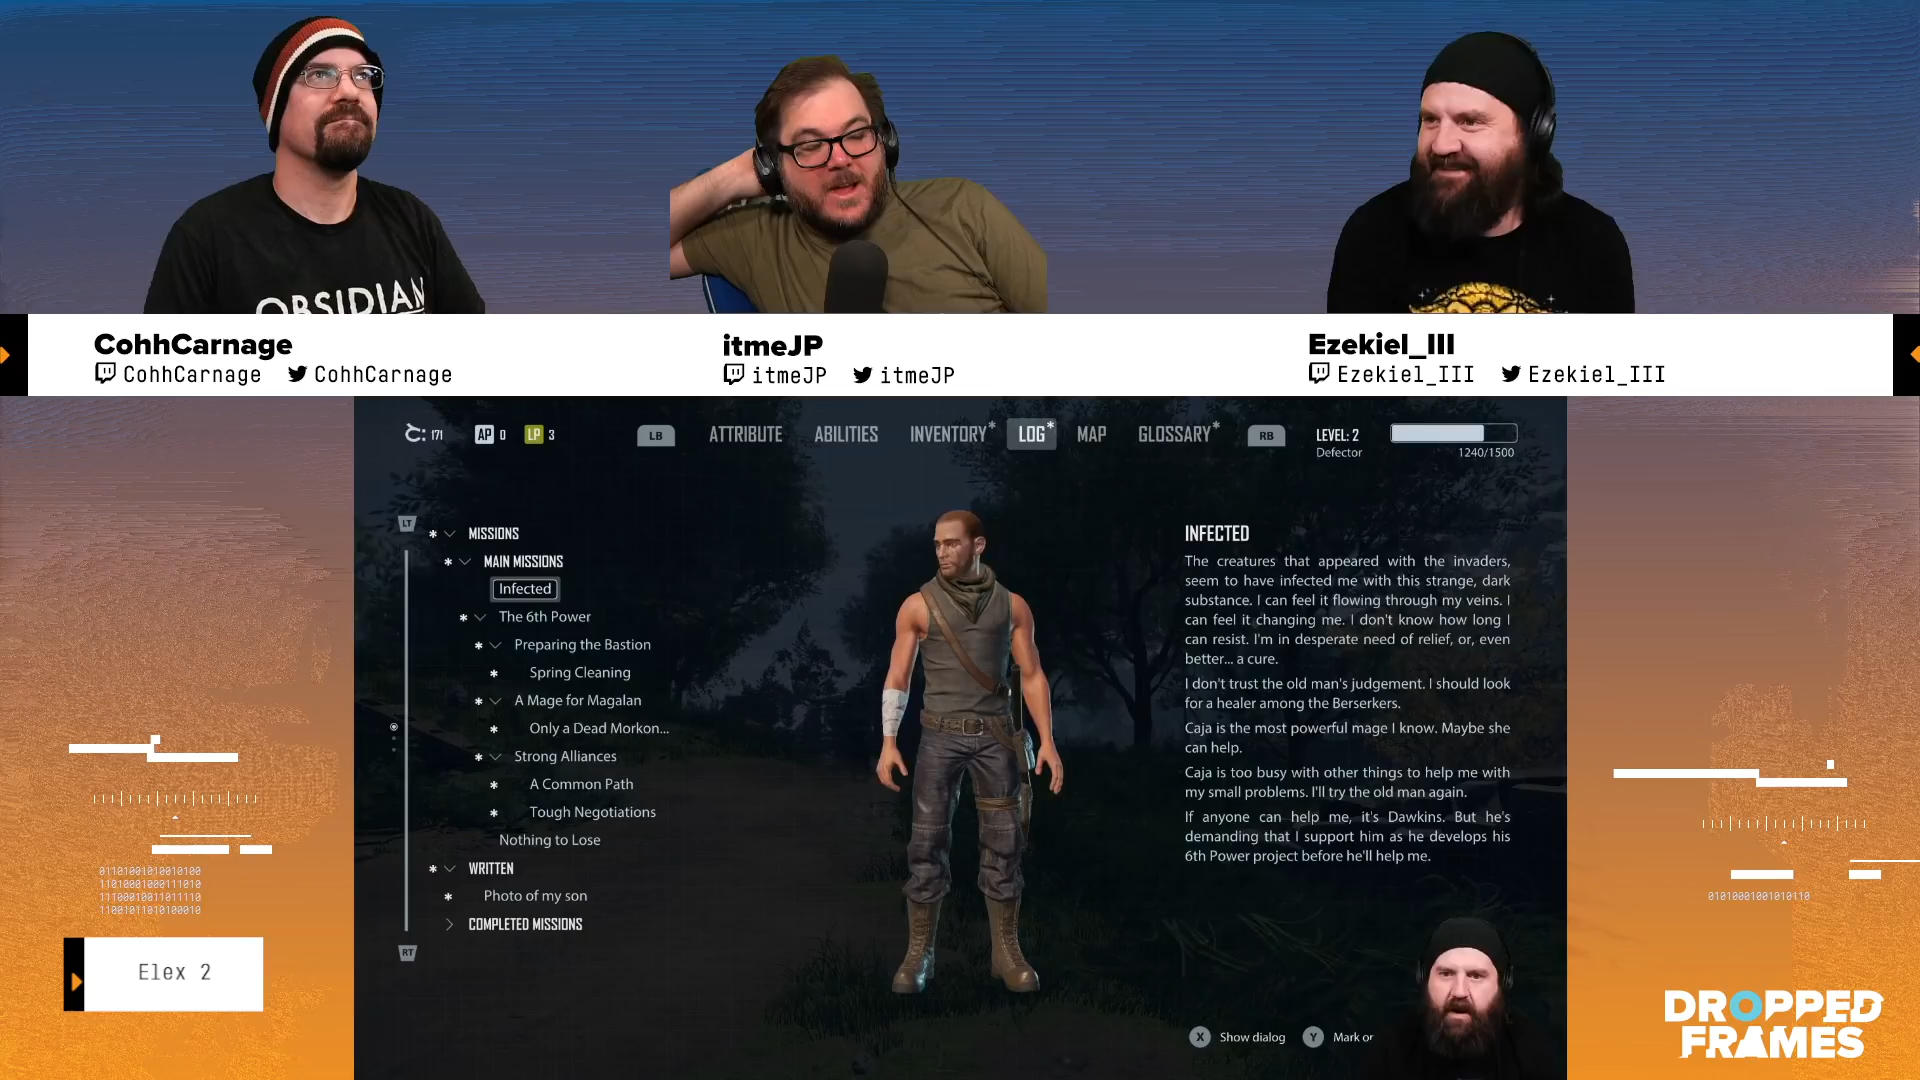 OBSIDIAN
CohhCarnage
CohhCarnage CohhCarnage
itmeJP
itmeJP itmeJP
Ezekiel_III
Ezekiel_III Ezekiel_III
171 AP 0 LP 3
LB ATTRIBUTE ABILITIES INVENTORY* LOG* MAP GLOSSARY* RB
LEVEL: 2
Defector 1240/1500
LT
* MISSIONS
* MAIN MISSIONS
Infected
* The 6th Power
* Preparing the Bastion
* Spring Cleaning
* A Mage for Magalan
* Only a Dead Morkon...
* Strong Alliances
* A Common Path
* Tough Negotiations
Nothing to Lose
* WRITTEN
* Photo of my son
COMPLETED MISSIONS
RT
INFECTED
The creatures that appeared with the invaders,
seem to have infected me with this strange, dark
substance. I can feel it flowing through my veins. I
can feel it changing me. I don't know how long I
can resist. I'm in desperate need of relief, or, even
better... a cure.
I don't trust the old man's judgement. I should look
for a healer among the Berserkers.
Caja is the most powerful mage I know. Maybe she
can help.
Caja is too busy with other things to help me with
my small problems. I'll try the old man again.
If anyone can help me, it's Dawkins. But he's
demanding that I support him as he develops his
6th Power project before he'll help me.
X Show dialog Y Mark or
01101001010010100
11010001000111010
11100010011011110
11001011010100010
Elex 2
01010001001010110
DROPPED
FRAMES